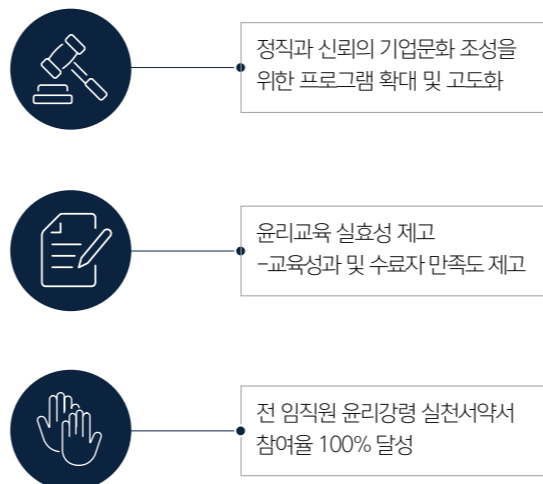 정직과 신뢰의 기업문화 조성을
위한 프로그램 확대 및 고도화
윤리교육 실효성 제고
-교육성과 및 수료자 만족도 제고
전 임직원 윤리강령 실천서약서
참여율 100% 달성